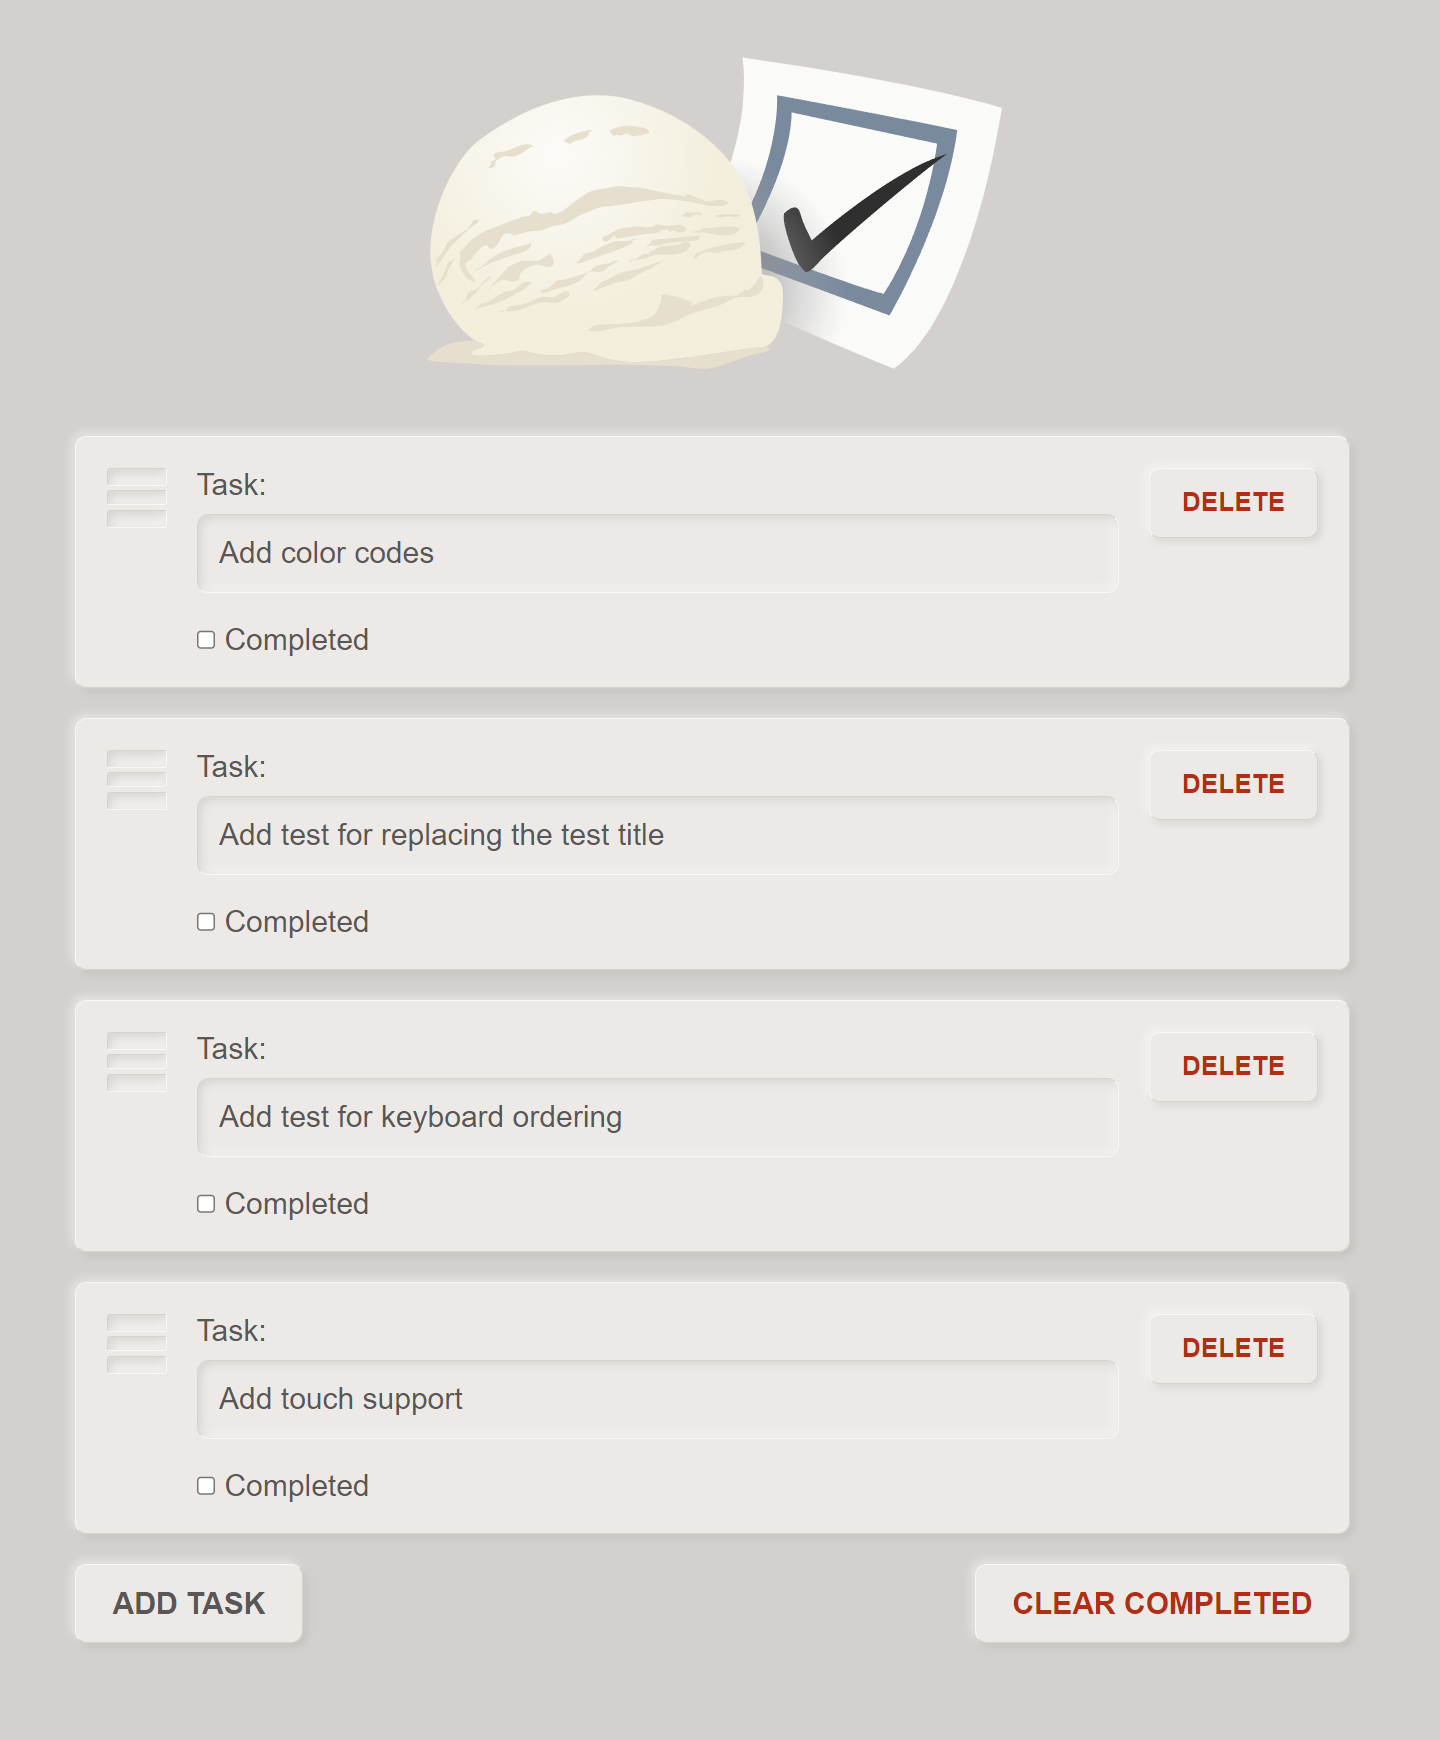 Task:
DELETE
Add color codes
Completed
Task:
DELETE
Add test for replacing the test title
Completed
Task:
DELETE
Add test for keyboard ordering
Completed
Task:
DELETE
Add touch support
Completed
ADD TASK
CLEAR COMPLETED